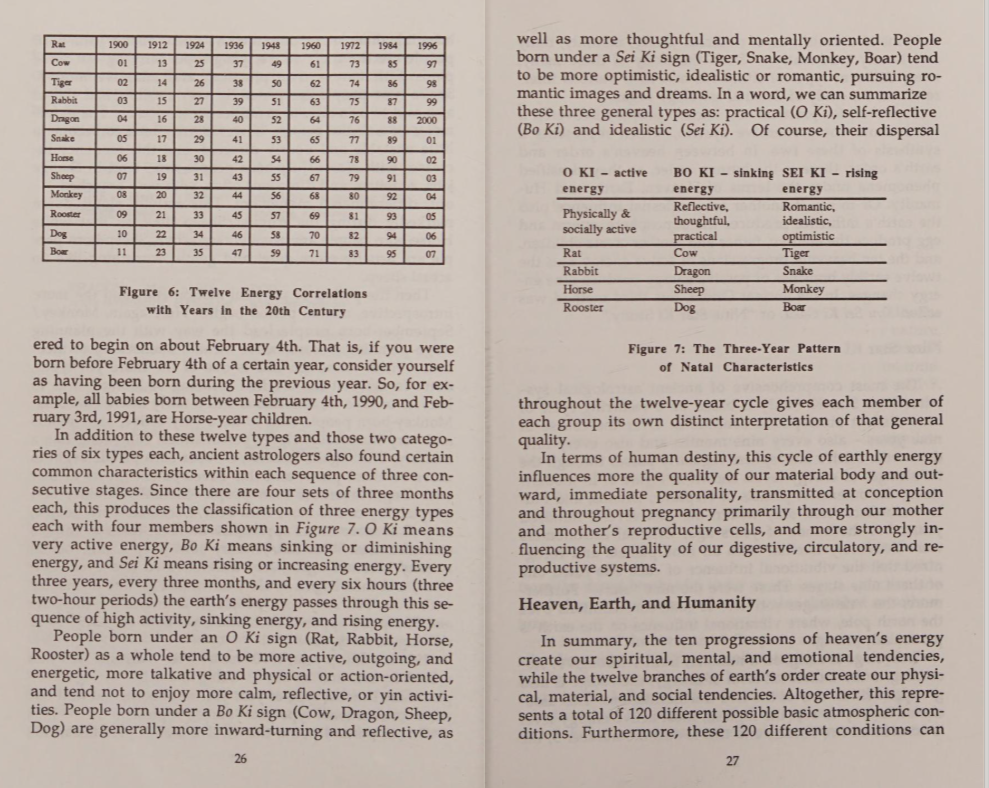 Rat 1900 1912 1924 1936 1948 1960 1972 1984 1996
Cow 01 13 25 37 49 61 73 85 97
Tiger 02 14 26 38 50 62 74 86 98
Rabbit 03 15 27 39 51 63 75 87 99
Dragon 04 16 28 40 52 64 76 88 2000
Snake 05 17 29 41 53 65 77 89 01
Horse 06 18 30 42 54 66 78 90 02
Sheep 07 19 31 43 55 67 79 91 03
Monkey 08 20 32 44 56 68 80 92 04
Rooster 09 21 33 45 57 69 81 93 05
Dog 10 22 34 46 58 70 82 94 06
Boar 11 23 35 47 59 71 83 95 07
Figure 6: Twelve Energy Correlations
with Years in the 20th Century
ered to begin on about February 4th. That is, if you were
born before February 4th of a certain year, consider yourself
as having been born during the previous year. So, for ex-
ample, all babies born between February 4th, 1990, and Feb-
ruary 3rd, 1991, are Horse-year children.
In addition to these twelve types and those two catego-
ries of six types each, ancient astrologers also found certain
common characteristics within each sequence of three con-
secutive stages. Since there are four sets of three months
each, this produces the classification of three energy types
each with four members shown in Figure 7. O Ki means
very active energy, Bo Ki means sinking or diminishing
energy, and Sei Ki means rising or increasing energy. Every
three years, every three months, and every six hours (three
two-hour periods) the earth's energy passes through this se-
quence of high activity, sinking energy, and rising energy.
People born under an O Ki sign (Rat, Rabbit, Horse,
Rooster) as a whole tend to be more active, outgoing, and
energetic, more talkative and physical or action-oriented,
and tend not to enjoy more calm, reflective, or yin activi-
ties. People born under a Bo Ki sign (Cow, Dragon, Sheep,
Dog) are generally more inward-turning and reflective, as
26
well as more thoughtful and mentally oriented. People
born under a Sei Ki sign (Tiger, Snake, Monkey, Boar) tend
to be more optimistic, idealistic or romantic, pursuing ro-
mantic images and dreams. In a word, we can summarize
these three general types as: practical (O Ki), self-reflective
(Bo Ki) and idealistic (Sei Ki). Of course, their dispersal
O KI – active BO KI – sinking SEI KI – rising
energy energy energy
Physically & Reflective, Romantic,
socially active thoughtful, idealistic,
practical optimistic
Rat Cow Tiger
Rabbit Dragon Snake
Horse Sheep Monkey
Rooster Dog Boar
Figure 7: The Three-Year Pattern
of Natal Characteristics
throughout the twelve-year cycle gives each member of
each group its own distinct interpretation of that general
quality.
In terms of human destiny, this cycle of earthly energy
influences more the quality of our material body and out-
ward, immediate personality, transmitted at conception
and throughout pregnancy primarily through our mother
and mother's reproductive cells, and more strongly in-
fluencing the quality of our digestive, circulatory, and re-
productive systems.
Heaven, Earth, and Humanity
In summary, the ten progressions of heaven's energy
create our spiritual, mental, and emotional tendencies,
while the twelve branches of earth's order create our physi-
cal, material, and social tendencies. Altogether, this repre-
sents a total of 120 different possible basic atmospheric con-
ditions. Furthermore, these 120 different conditions can
27